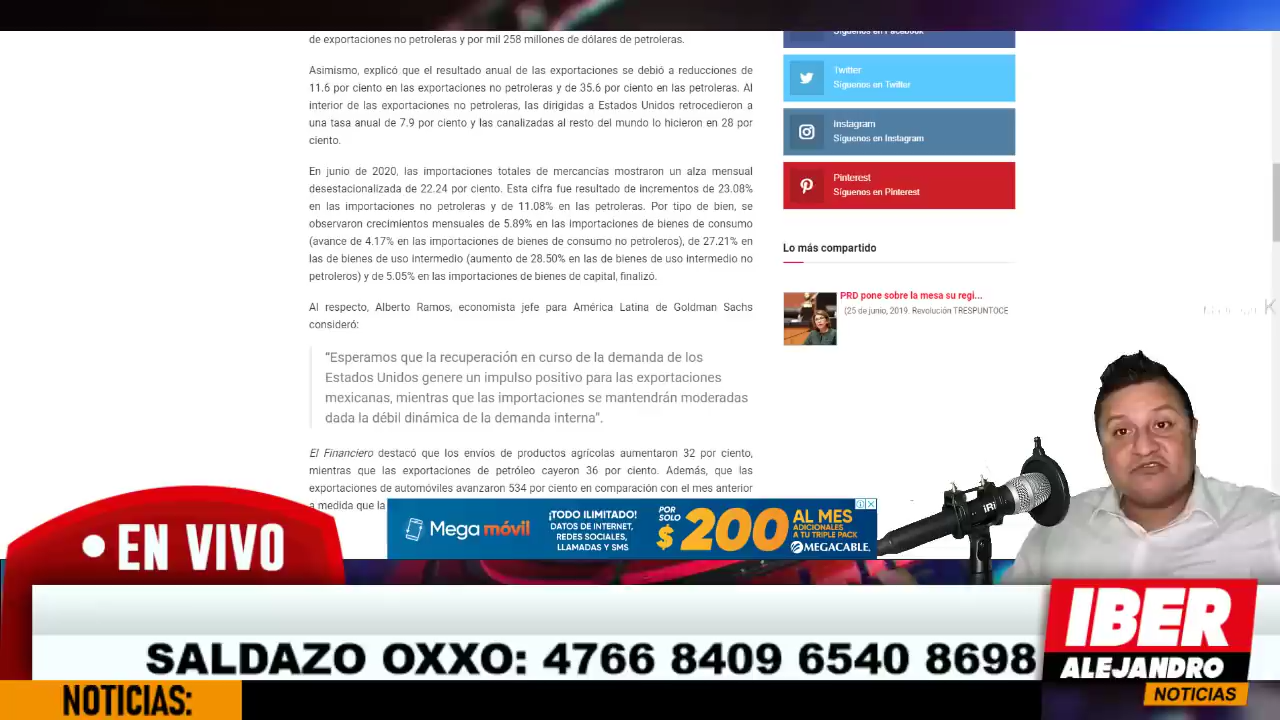 de exportaciones no petroleras y por mil 258 millones de dólares de petroleras.
Asimismo, explicó que el resultado anual de las exportaciones se debió a reducciones de
11.6 por ciento en las exportaciones no petroleras y de 35.6 por ciento en las petroleras. Al
interior de las exportaciones no petroleras, las dirigidas a Estados Unidos retrocedieron a
una tasa anual de 7.9 por ciento y las canalizadas al resto del mundo lo hicieron en 28 por
ciento.
En junio de 2020, las importaciones totales de mercancías mostraron un alza mensual
desestacionalizada de 22.24 por ciento. Esta cifra fue resultado de incrementos de 23.08%
en las importaciones no petroleras y de 11.08% en las petroleras. Por tipo de bien, se
observaron crecimientos mensuales de 5.89% en las importaciones de bienes de consumo
(avance de 4.17% en las importaciones de bienes de consumo no petroleros), de 27.21% en
las de bienes de uso intermedio (aumento de 28.50% en las de bienes de uso intermedio no
petroleros) y de 5.05% en las importaciones de bienes de capital, finalizó.
Al respecto, Alberto Ramos, economista jefe para América Latina de Goldman Sachs
consideró:
"Esperamos que la recuperación en curso de la demanda de los
Estados Unidos genere un impulso positivo para las exportaciones
mexicanas, mientras que las importaciones se mantendrán moderadas
dada la débil dinámica de la demanda interna".
El Financiero destacó que los envíos de productos agrícolas aumentaron 32 por ciento,
mientras que las exportaciones de petróleo cayeron 36 por ciento. Además, que las
exportaciones de automóviles avanzaron 534 por ciento en comparación con el mes anterior
a medida que la
Síguenos en Facebook
Twitter
Síguenos en Twitter
Instagram
Síguenos en Instagram
Pinterest
Síguenos en Pinterest
Lo más compartido
PRD pone sobre la mesa su regi...
(25 de junio, 2019. Revolución TRESPUNTOCE
K
iRi
Mega móvil
¡TODO ILIMITADO!
DATOS DE INTERNET,
REDES SOCIALES,
LLAMADAS Y SMS
POR
SOLO
$200
AL MES
ADICIONALES
A TU TRIPLE PACK
MEGACABLE.
EN VIVO
SALDAZO OXXO: 4766 8409 6540 8698
IBER
ALEJANDRO
NOTICIAS
NOTICIAS: